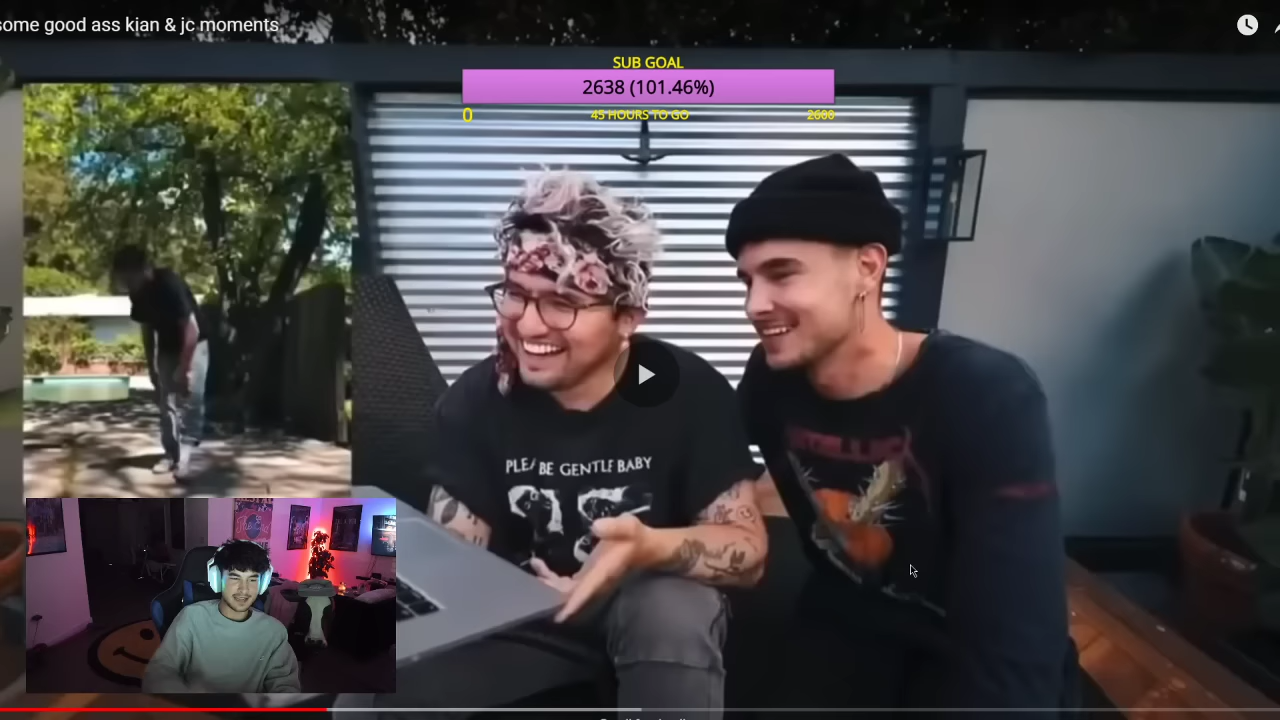 some good ass kian & jc moments
SUB GOAL
2638 (101.46%)
0 45 HOURS TO GO 2600
BE GENTLE BABY